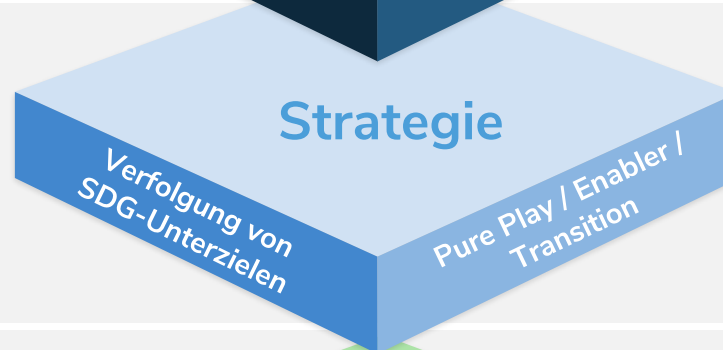 Strategie
Verfolgung von
SDG-Unterzielen
Pure Play / Enabler /
Transition